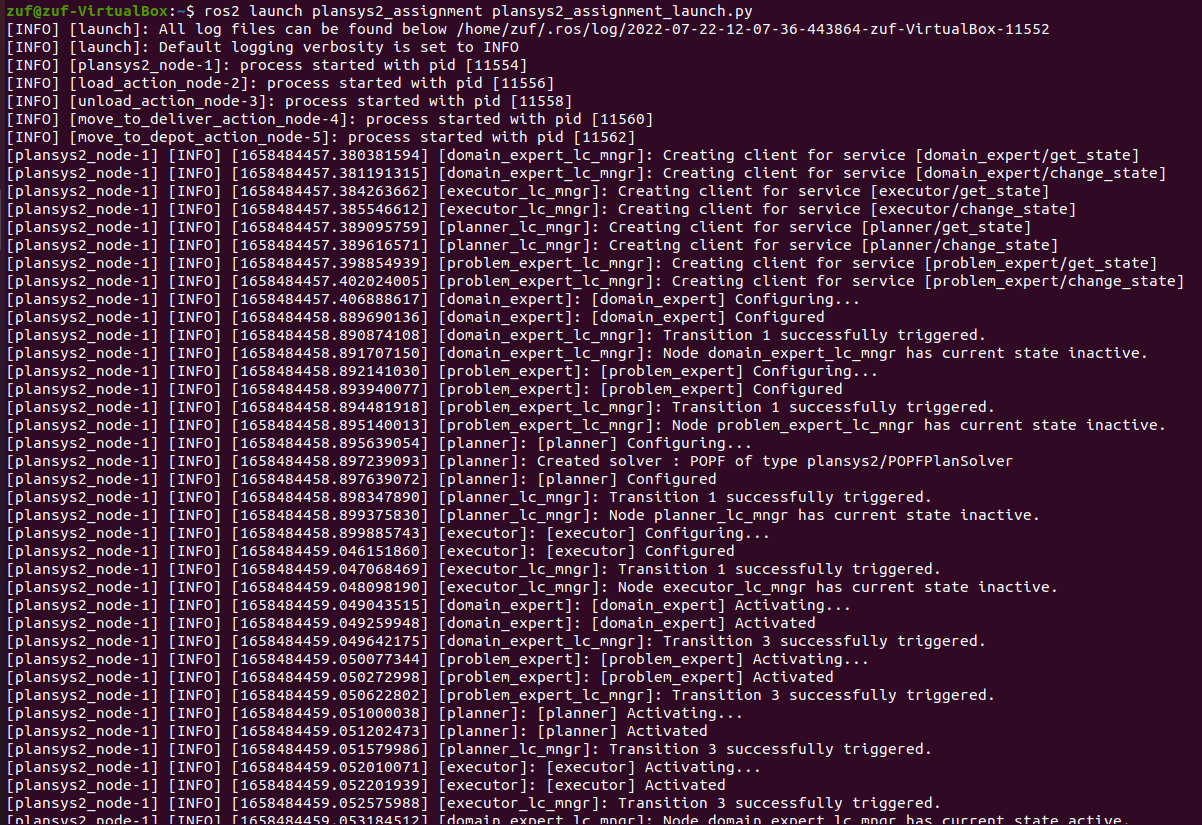 zuf@zuf-VirtualBox:~$ ros2 launch plansys2_assignment plansys2_assignment_launch.py
[INFO] [launch]: All log files can be found below /home/zuf/.ros/log/2022-07-22-12-07-36-443864-zuf-VirtualBox-11552
[INFO] [launch]: Default logging verbosity is set to INFO
[INFO] [plansys2_node-1]: process started with pid [11554]
[INFO] [load_action_node-2]: process started with pid [11556]
[INFO] [unload_action_node-3]: process started with pid [11558]
[INFO] [move_to_deliver_action_node-4]: process started with pid [11560]
[INFO] [move_to_depot_action_node-5]: process started with pid [11562]
[plansys2_node-1] [INFO] [1658484457.380381594] [domain_expert_lc_mngr]: Creating client for service [domain_expert/get_state]
[plansys2_node-1] [INFO] [1658484457.381191315] [domain_expert_lc_mngr]: Creating client for service [domain_expert/change_state]
[plansys2_node-1] [INFO] [1658484457.384263662] [executor_lc_mngr]: Creating client for service [executor/get_state]
[plansys2_node-1] [INFO] [1658484457.385546612] [executor_lc_mngr]: Creating client for service [executor/change_state]
[plansys2_node-1] [INFO] [1658484457.389095759] [planner_lc_mngr]: Creating client for service [planner/get_state]
[plansys2_node-1] [INFO] [1658484457.389616571] [planner_lc_mngr]: Creating client for service [planner/change_state]
[plansys2_node-1] [INFO] [1658484457.398854939] [problem_expert_lc_mngr]: Creating client for service [problem_expert/get_state]
[plansys2_node-1] [INFO] [1658484457.402024005] [problem_expert_lc_mngr]: Creating client for service [problem_expert/change_state]
[plansys2_node-1] [INFO] [1658484457.406888617] [domain_expert]: [domain_expert] Configuring...
[plansys2_node-1] [INFO] [1658484458.889690136] [domain_expert]: [domain_expert] Configured
[plansys2_node-1] [INFO] [1658484458.890874108] [domain_expert_lc_mngr]: Transition 1 successfully triggered.
[plansys2_node-1] [INFO] [1658484458.891707150] [domain_expert_lc_mngr]: Node domain_expert_lc_mngr has current state inactive.
[plansys2_node-1] [INFO] [1658484458.892141030] [problem_expert]: [problem_expert] Configuring...
[plansys2_node-1] [INFO] [1658484458.893940077] [problem_expert]: [problem_expert] Configured
[plansys2_node-1] [INFO] [1658484458.894481918] [problem_expert_lc_mngr]: Transition 1 successfully triggered.
[plansys2_node-1] [INFO] [1658484458.895140013] [problem_expert_lc_mngr]: Node problem_expert_lc_mngr has current state inactive.
[plansys2_node-1] [INFO] [1658484458.895639054] [planner]: [planner] Configuring...
[plansys2_node-1] [INFO] [1658484458.897239093] [planner]: Created solver : POPF of type plansys2/POPFPlanSolver
[plansys2_node-1] [INFO] [1658484458.897639072] [planner]: [planner] Configured
[plansys2_node-1] [INFO] [1658484458.898347890] [planner_lc_mngr]: Transition 1 successfully triggered.
[plansys2_node-1] [INFO] [1658484458.899375830] [planner_lc_mngr]: Node planner_lc_mngr has current state inactive.
[plansys2_node-1] [INFO] [1658484458.899885743] [executor]: [executor] Configuring...
[plansys2_node-1] [INFO] [1658484459.046151860] [executor]: [executor] Configured
[plansys2_node-1] [INFO] [1658484459.047068469] [executor_lc_mngr]: Transition 1 successfully triggered.
[plansys2_node-1] [INFO] [1658484459.048098190] [executor_lc_mngr]: Node executor_lc_mngr has current state inactive.
[plansys2_node-1] [INFO] [1658484459.049043515] [domain_expert]: [domain_expert] Activating...
[plansys2_node-1] [INFO] [1658484459.049259948] [domain_expert]: [domain_expert] Activated
[plansys2_node-1] [INFO] [1658484459.049642175] [domain_expert_lc_mngr]: Transition 3 successfully triggered.
[plansys2_node-1] [INFO] [1658484459.050077344] [problem_expert]: [problem_expert] Activating...
[plansys2_node-1] [INFO] [1658484459.050272998] [problem_expert]: [problem_expert] Activated
[plansys2_node-1] [INFO] [1658484459.050622802] [problem_expert_lc_mngr]: Transition 3 successfully triggered.
[plansys2_node-1] [INFO] [1658484459.051000038] [planner]: [planner] Activating...
[plansys2_node-1] [INFO] [1658484459.051202473] [planner]: [planner] Activated
[plansys2_node-1] [INFO] [1658484459.051579986] [planner_lc_mngr]: Transition 3 successfully triggered.
[plansys2_node-1] [INFO] [1658484459.052010071] [executor]: [executor] Activating...
[plansys2_node-1] [INFO] [1658484459.052201939] [executor]: [executor] Activated
[plansys2_node-1] [INFO] [1658484459.052575988] [executor_lc_mngr]: Transition 3 successfully triggered.
[plansys2_node-1] [INFO] [1658484459.053184512] [domain_expert_lc_mngr]: Node domain_expert_lc_mngr has current state active.